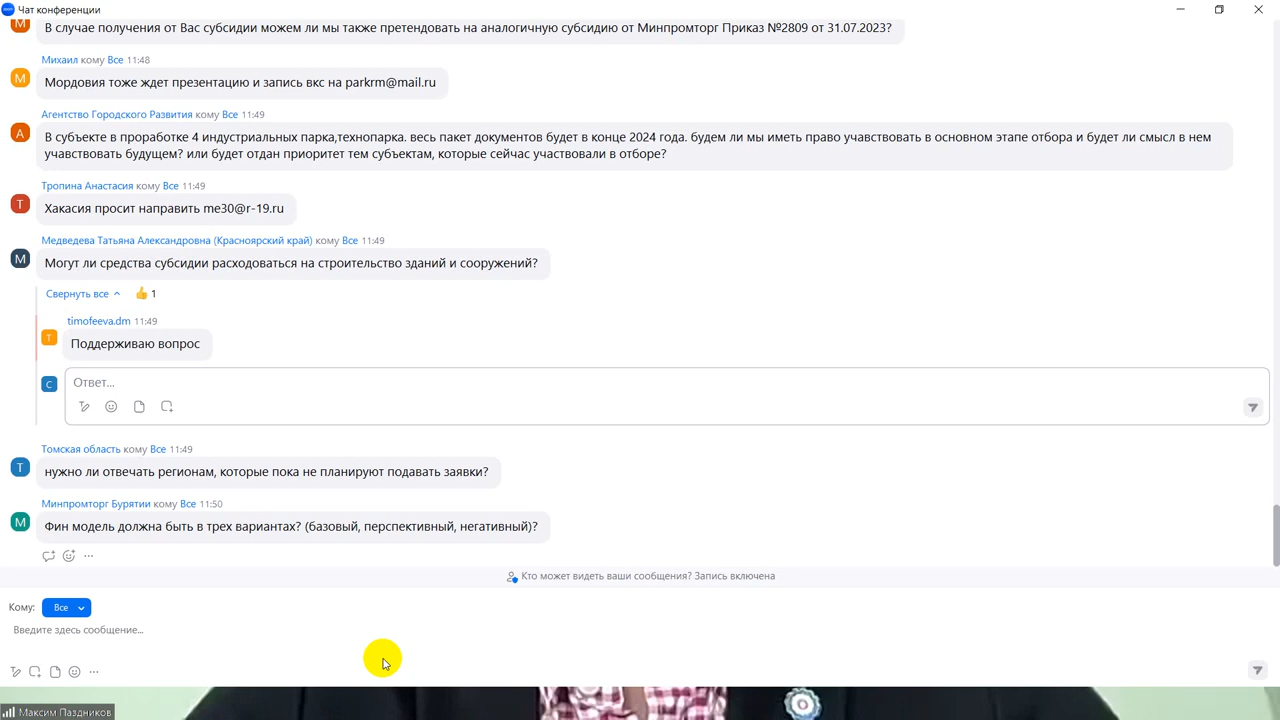 Чат конференции
М
В случае получения от Вас субсидии можем ли мы также претендовать на аналогичную субсидию от Минпромторг Приказ №2809 от 31.07.2023?
Михаил кому Все 11:48
М
Мордовия тоже ждет презентацию и запись вкс на parkrm@mail.ru
Агентство Городского Развития кому Все 11:49
А
В субъекте в проработке 4 индустриальных парка,технопарка. весь пакет документов будет в конце 2024 года. будем ли мы иметь право учавствовать в основном этапе отбора и будет ли смысл в нем
учавствовать будущем? или будет отдан приоритет тем субъектам, которые сейчас участвовали в отборе?
Тропина Анастасия кому Все 11:49
Т
Хакасия просит направить me30@r-19.ru
Медведева Татьяна Александровна (Красноярский край) кому Все 11:49
М
Могут ли средства субсидии расходоваться на строительство зданий и сооружений?
Свернуть все 1
timofeeva.dm 11:49
T
Поддерживаю вопрос
С
Ответ...
Томская область кому Все 11:49
Т
нужно ли отвечать регионам, которые пока не планируют подавать заявки?
Минпромторг Бурятии кому Все 11:50
М
Фин модель должна быть в трех вариантах? (базовый, перспективный, негативный)?
Кто может видеть ваши сообщения? Запись включена
Кому: Все
Введите здесь сообщение...
Максим Паздников